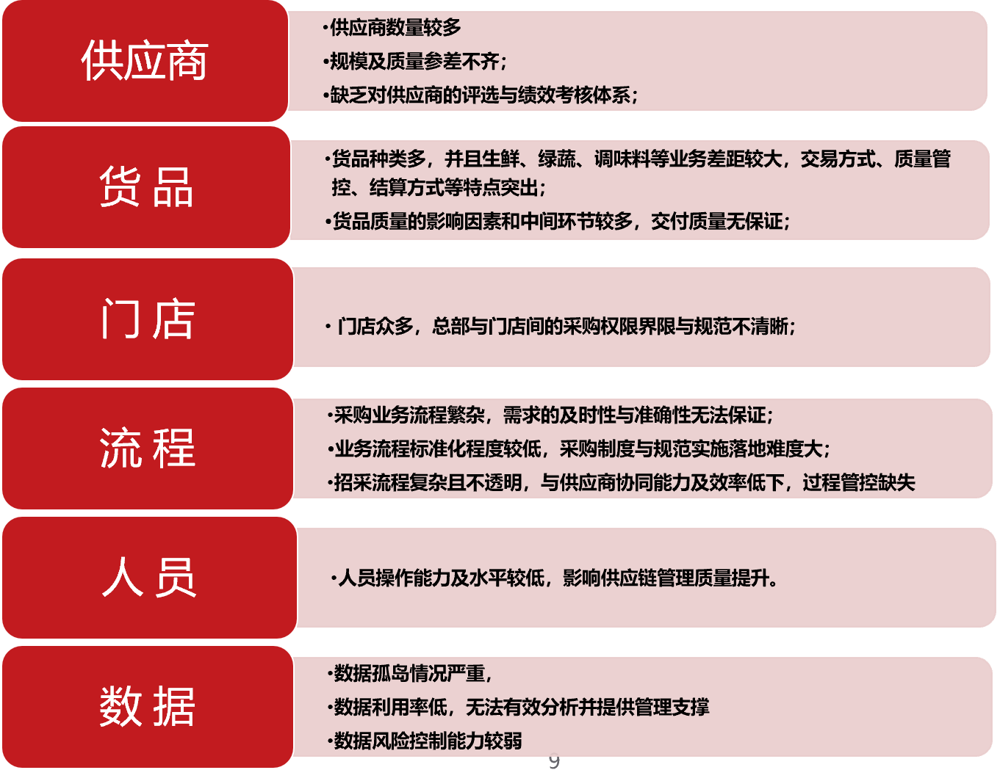 供应商
•供应商数量较多
•规模及质量参差不齐；
•缺乏对供应商的评选与绩效考核体系；
货 品
•货品种类多，并且生鲜、绿蔬、调味料等业务差距较大，交易方式、质量管
控、结算方式等特点突出；
•货品质量的影响因素和中间环节较多，交付质量无保证；
门 店
• 门店众多，总部与门店间的采购权限界限与规范不清晰；
流 程
•采购业务流程繁杂，需求的及时性与准确性无法保证；
•业务流程标准化程度较低，采购制度与规范实施落地难度大；
•招采流程复杂且不透明，与供应商协同能力及效率低下，过程管控缺失
人 员
•人员操作能力及水平较低，影响供应链管理质量提升。
数 据
•数据孤岛情况严重，
•数据利用率低，无法有效分析并提供管理支撑
•数据风险控制能力较弱
9